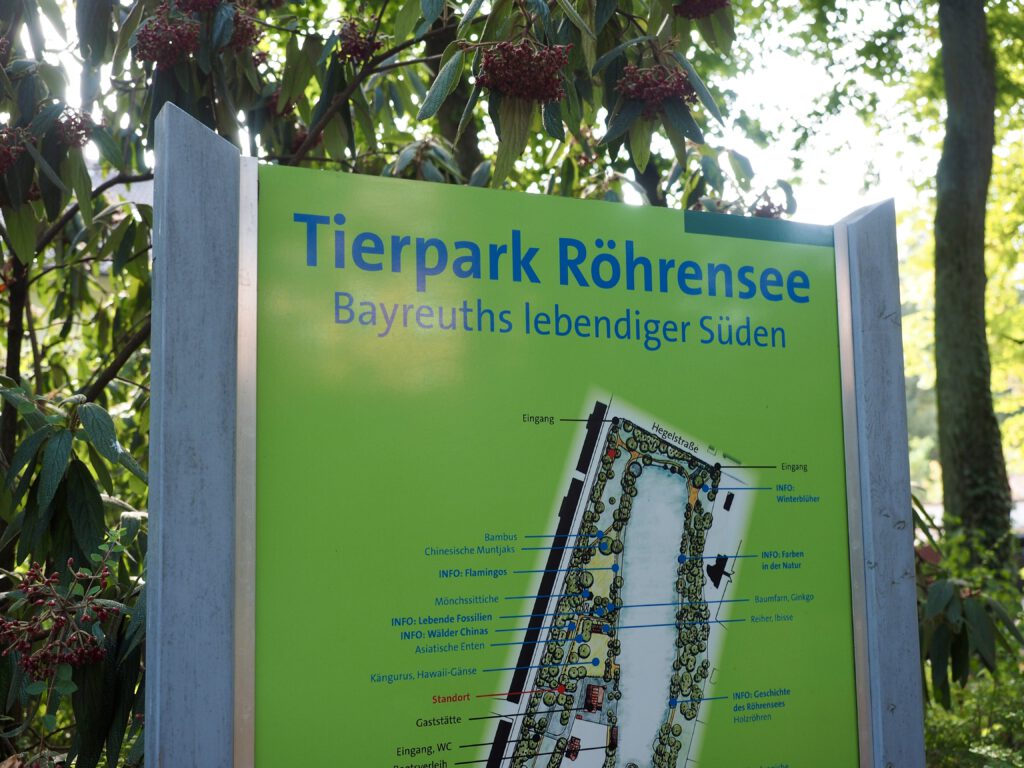 Tierpark Röhrensee
Bayreuths lebendiger Süden
Eingang
Hegelstraße
Eingang
INFO:
Winterblüher
Bambus
Chinesische Muntjaks
INFO: Flamingos
INFO: Farben
in der Natur
Mönchssittiche
Baumfarn, Ginkgo
INFO: Lebende Fossilien
Reiher, Ibisse
INFO: Wälder Chinas
Asiatische Enten
Kängurus, Hawaii-Gänse
Standort
INFO: Geschichte
des Röhrensees
Holzröhren
Gaststätte
Eingang, WC
Bootsverleih